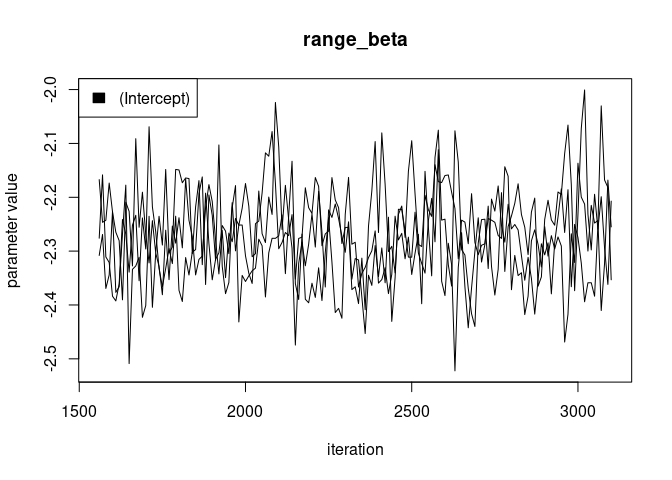 range_beta
(Intercept)
parameter value
-2.0
-2.1
-2.2
-2.3
-2.4
-2.5
1500 2000 2500 3000
iteration